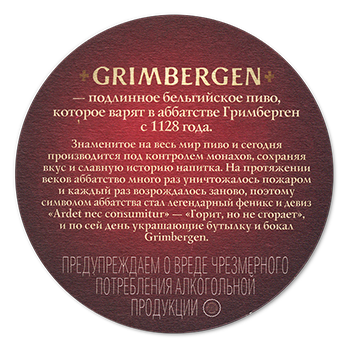 GRIMBERGEN
— подлинное бельгийское пиво,
которое варят в аббатстве Гримберген
с 1128 года.
Знаменитое на весь мир пиво и сегодня
производится под контролем монахов, сохраняя
вкус и славную историю напитка. На протяжении
веков аббатство много раз уничтожалось пожаром
и каждый раз возрождалось заново, поэтому
символом аббатства стал легендарный феникс и девиз
«Ardet nec consumitur» — «Горит, но не сгорает»,
и по сей день украшающие бутылку и бокал
Grimbergen.
ПРЕДУПРЕЖДАЕМ О ВРЕДЕ ЧРЕЗМЕРНОГО
ПОТРЕБЛЕНИЯ АЛКОГОЛЬНОЙ
ПРОДУКЦИИ